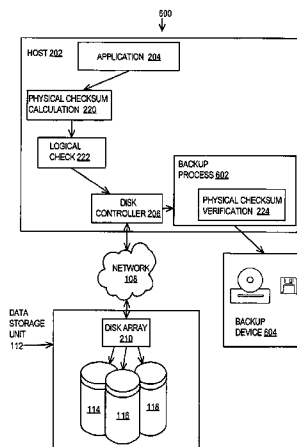 600
HOST 202
APPLICATION 204
PHYSICAL CHECKSUM
CALCULATION 220
LOGICAL
CHECK 222
BACKUP
PROCESS 602
PHYSICAL CHECKSUM
VERIFICATION 224
DISK
CONTROLLER 206
NETWORK
108
BACKUP
DEVICE 604
DATA
STORAGE
UNIT
112
DISK ARRAY
210
114
116
118